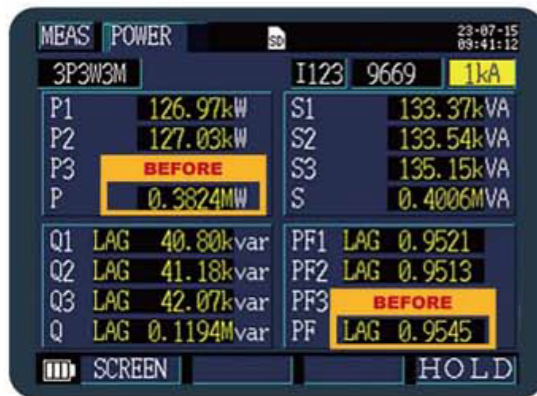 MEAS POWER SD 23-07-15
09:41:12
3P3W3M I123 9669 1kA
P1 126.97kW S1 133.37kVA
P2 127.03kW S2 133.54kVA
P3 BEFORE S3 135.15kVA
P 0.3824MW S 0.4006MVA
Q1 LAG 40.80kvar PF1 LAG 0.9521
Q2 LAG 41.18kvar PF2 LAG 0.9513
Q3 LAG 42.07kvar PF3 BEFORE
Q LAG 0.1194Mvar PF LAG 0.9545
SCREEN HOLD